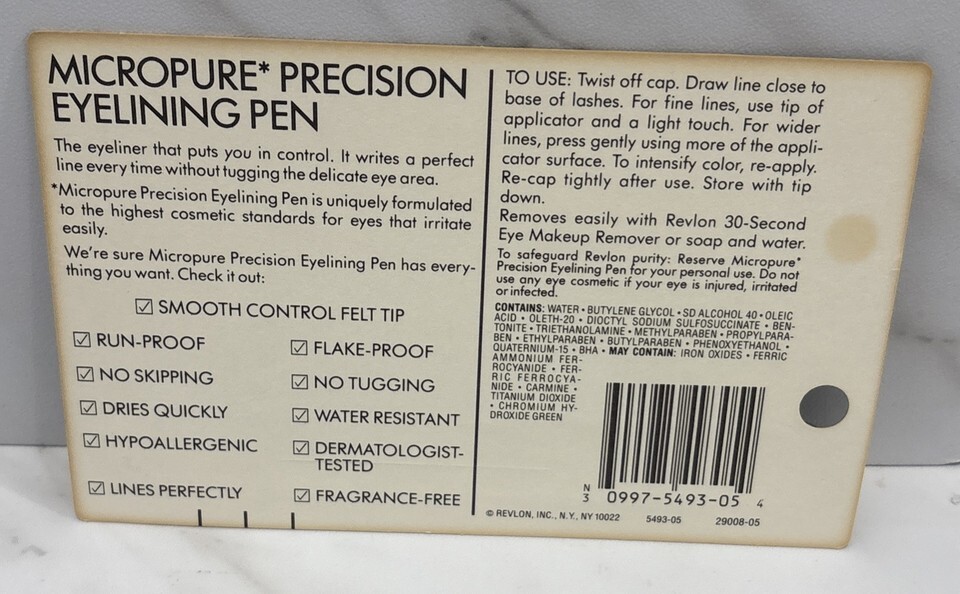 MICROPURE* PRECISION
EYELINING PEN
The eyeliner that puts you in control. It writes a perfect
line every time without tugging the delicate eye area.
*Micropure Precision Eyelining Pen is uniquely formulated
to the highest cosmetic standards for eyes that irritate
easily.
We're sure Micropure Precision Eyelining Pen has every-
thing you want. Check it out:
☑ SMOOTH CONTROL FELT TIP
☑ RUN-PROOF
☑ FLAKE-PROOF
☑ NO SKIPPING
☑ NO TUGGING
☑ DRIES QUICKLY
☑ WATER RESISTANT
☑ HYPOALLERGENIC
☑ DERMATOLOGIST-
TESTED
☑ LINES PERFECTLY
☑ FRAGRANCE-FREE
TO USE: Twist off cap. Draw line close to
base of lashes. For fine lines, use tip of
applicator and a light touch. For wider
lines, press gently using more of the appli-
cator surface. To intensify color, re-apply.
Re-cap tightly after use. Store with tip
down.
Removes easily with Revlon 30-Second
Eye Makeup Remover or soap and water.
To safeguard Revlon purity: Reserve Micropure*
Precision Eyelining Pen for your personal use. Do not
use any eye cosmetic if your eye is injured, irritated
or infected.
CONTAINS: WATER • BUTYLENE GLYCOL • SD ALCOHOL 40 • OLEIC
ACID • OLETH-20 • DIOCTYL SODIUM SULFOSUCCINATE • BEN-
TONITE • TRIETHANOLAMINE • METHYLPARABEN • PROPYLPARA-
BEN • ETHYLPARABEN • BUTYLPARABEN • PHENOXYETHANOL •
QUATERNIUM-15 • BHA • MAY CONTAIN: IRON OXIDES • FERRIC
AMMONIUM FER-
ROCYANIDE • FER-
RIC FERROCYA-
NIDE • CARMINE •
TITANIUM DIOXIDE
• CHROMIUM HY-
DROXIDE GREEN
N
3 0997-5493-05 4
© REVLON, INC., N.Y., NY 10022 5493-05 29008-05